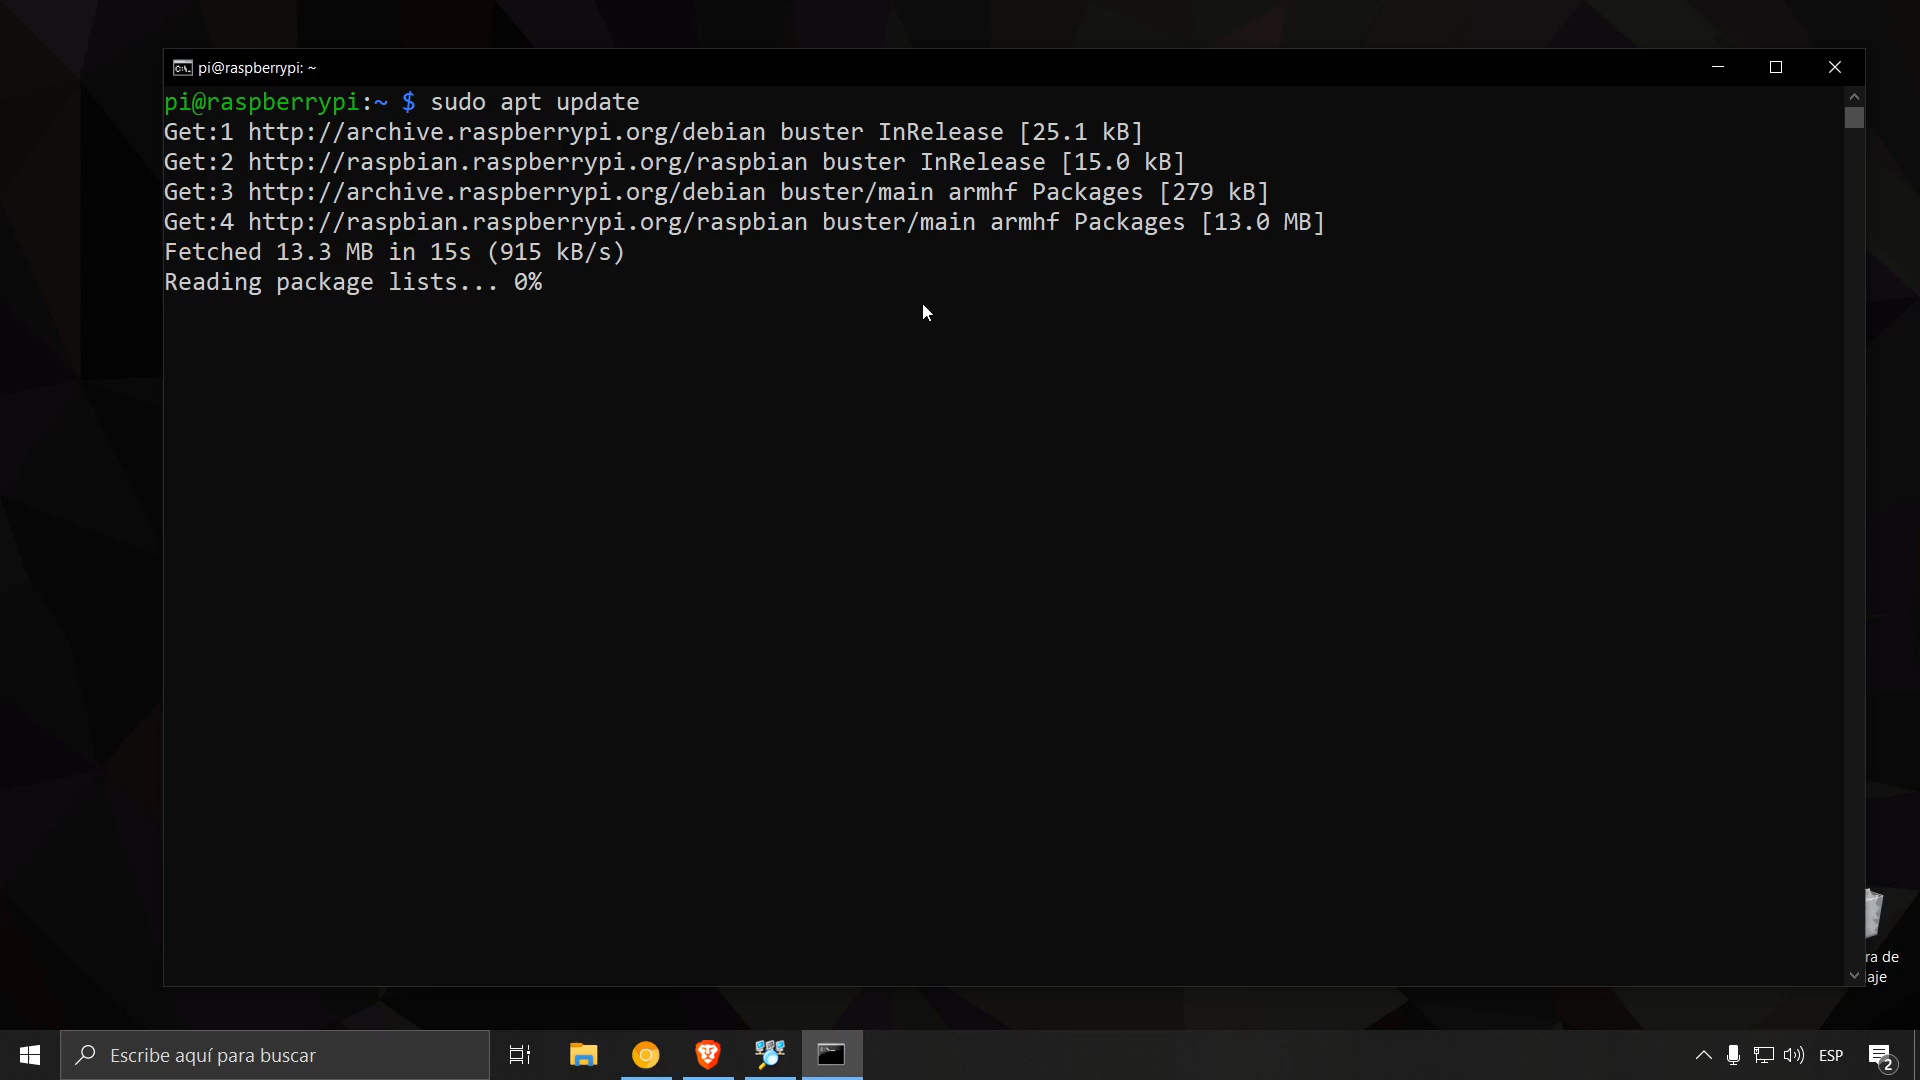 pi@raspberrypi: ~
pi@raspberrypi:~ $ sudo apt update
Get:1 http://archive.raspberrypi.org/debian buster InRelease [25.1 kB]
Get:2 http://raspbian.raspberrypi.org/raspbian buster InRelease [15.0 kB]
Get:3 http://archive.raspberrypi.org/debian buster/main armhf Packages [279 kB]
Get:4 http://raspbian.raspberrypi.org/raspbian buster/main armhf Packages [13.0 MB]
Fetched 13.3 MB in 15s (915 kB/s)
Reading package lists... 0%
ra de
aje
Escribe aquí para buscar
ESP
2